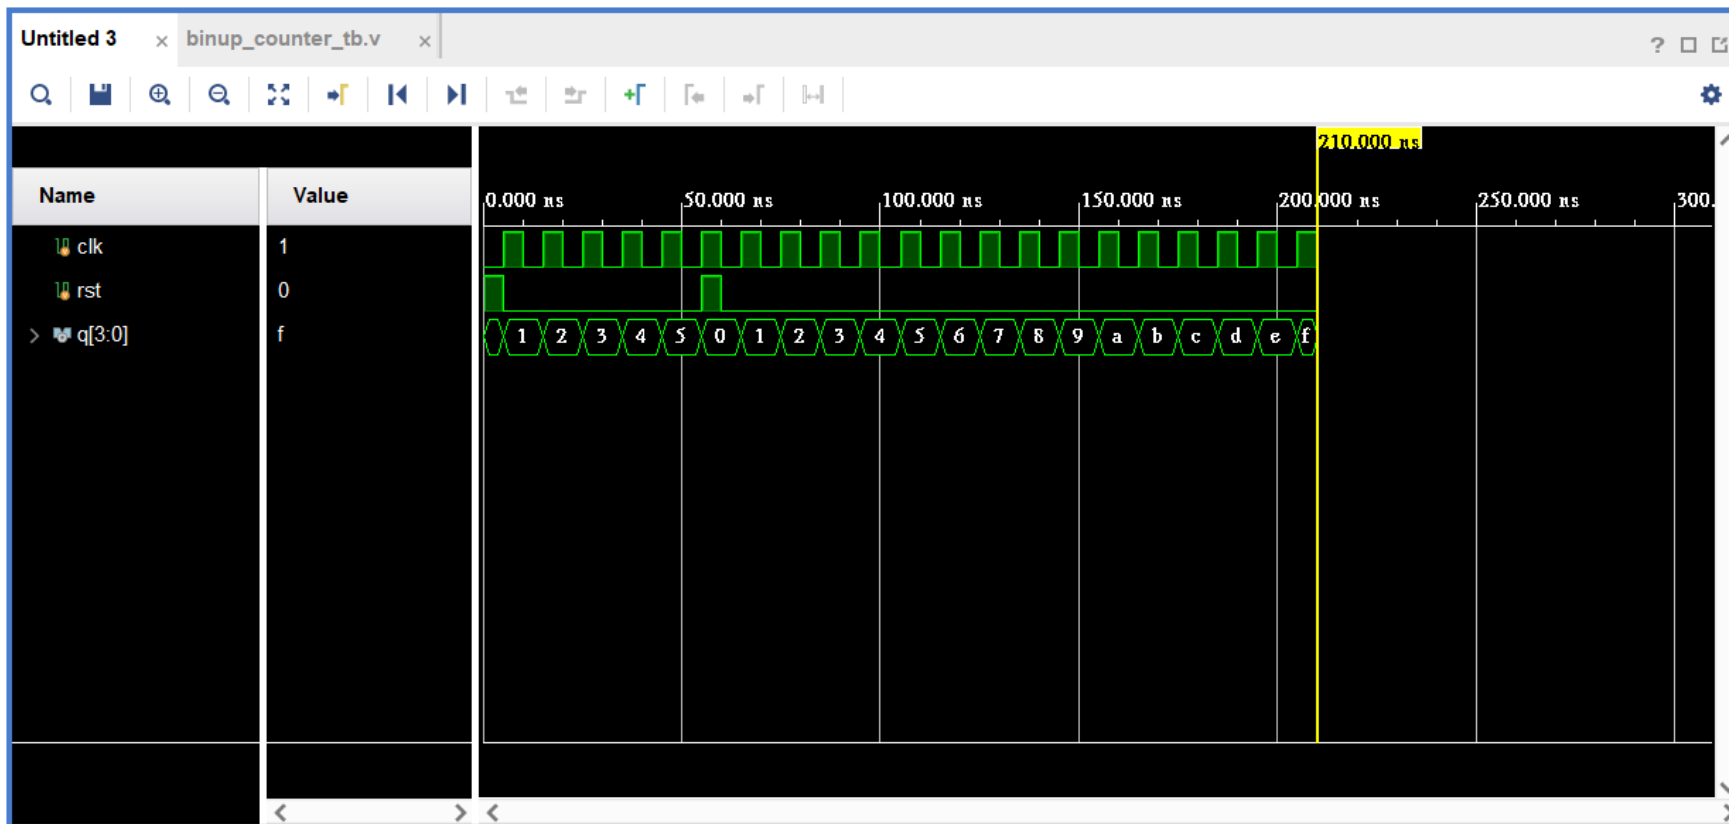 Untitled 3 × binup_counter_tb.v ×
?
210.000 ns
Name Value
0.000 ns 50.000 ns 100.000 ns 150.000 ns 200.000 ns 250.000 ns 300.
clk 1
rst 0
q[3:0] f 1 2 3 4 5 0 1 2 3 4 5 6 7 8 9 a b c d e f